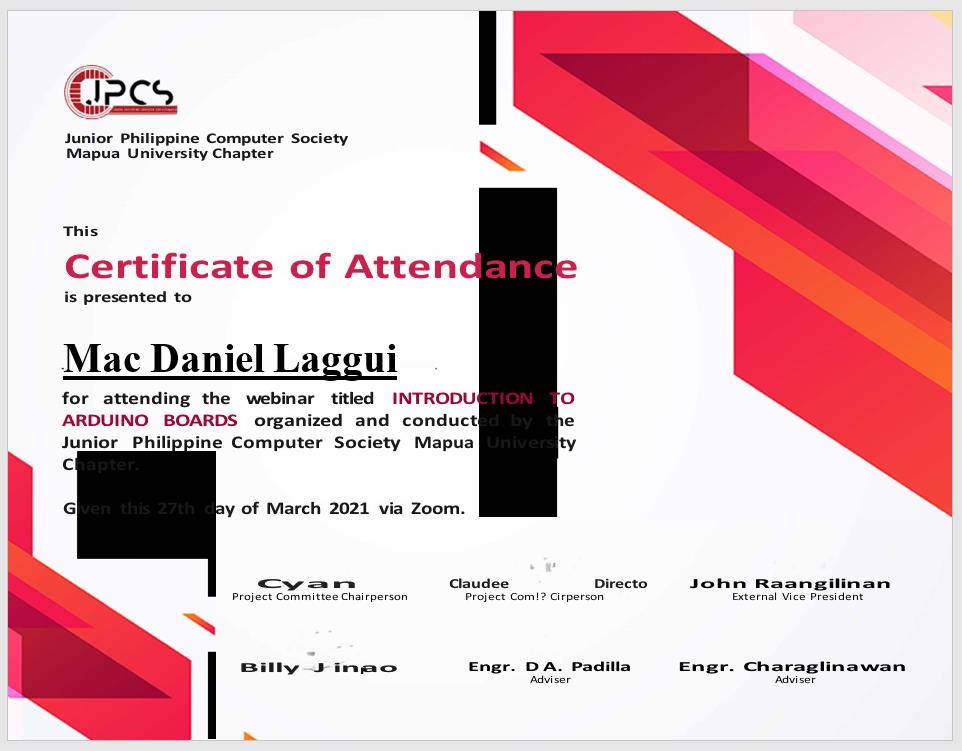 JPCS
Junior Philippine Computer Society
Mapua University Chapter
This
Certificate of Attendance
is presented to
Mac Daniel Laggui
for attending the webinar titled INTRODUCTION TO
ARDUINO BOARDS organized and conducted by the
Junior Philippine Computer Society Mapua University
Chapter.
Given this 27th day of March 2021 via Zoom.
Cyan
Project Committee Chairperson
Claudee Directo
Project Com!? Cirperson
John Raangilinan
External Vice President
Billy
Engr. D A. Padilla
Adviser
Engr. Charaglinawan
Adviser